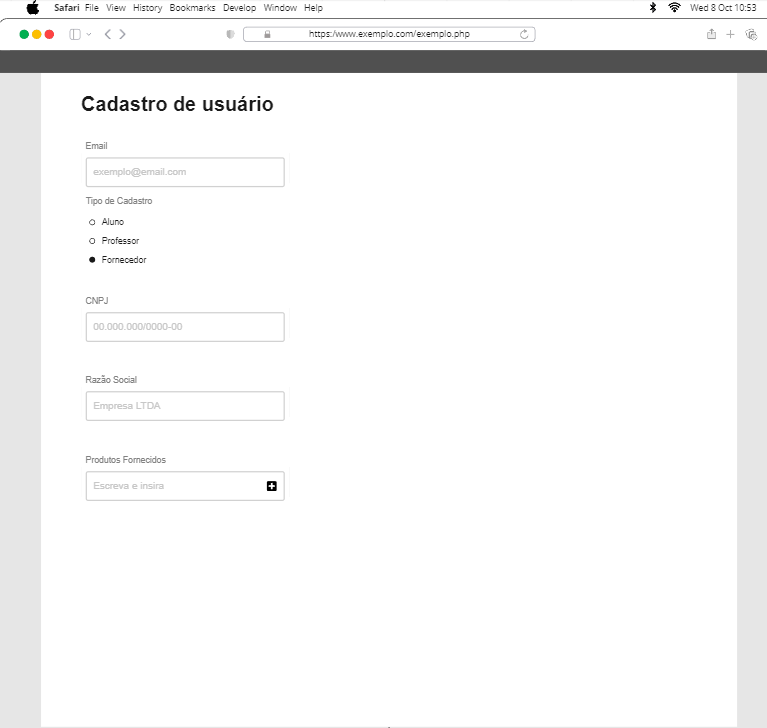 Safari File View History Bookmarks Develop Window Help Wed 8 Oct 10:53
https:/www.exemplo.com/exemplo.php
Cadastro de usuário
Email
exemplo@email.com
Tipo de Cadastro
Aluno
Professor
Fornecedor
CNPJ
00.000.000/0000-00
Razão Social
Empresa LTDA
Produtos Fornecidos
Escreva e insira